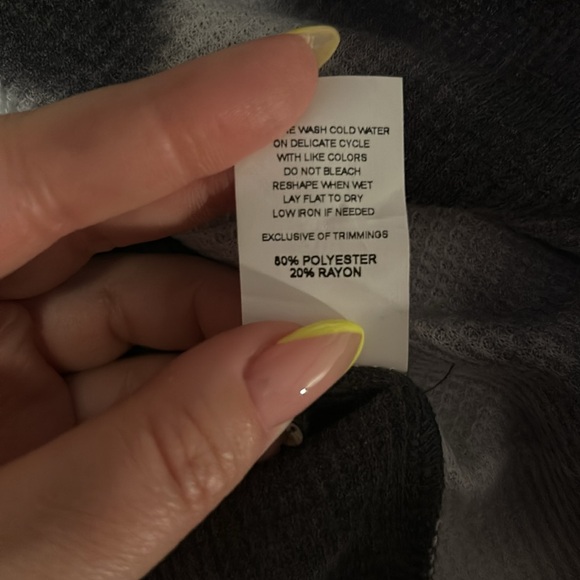 WASH COLD WATER
ON DELICATE CYCLE
WITH LIKE COLORS
DO NOT BLEACH
RESHAPE WHEN WET
LAY FLAT TO DRY
LOW IRON IF NEEDED
EXCLUSIVE OF TRIMMINGS
80% POLYESTER
20% RAYON